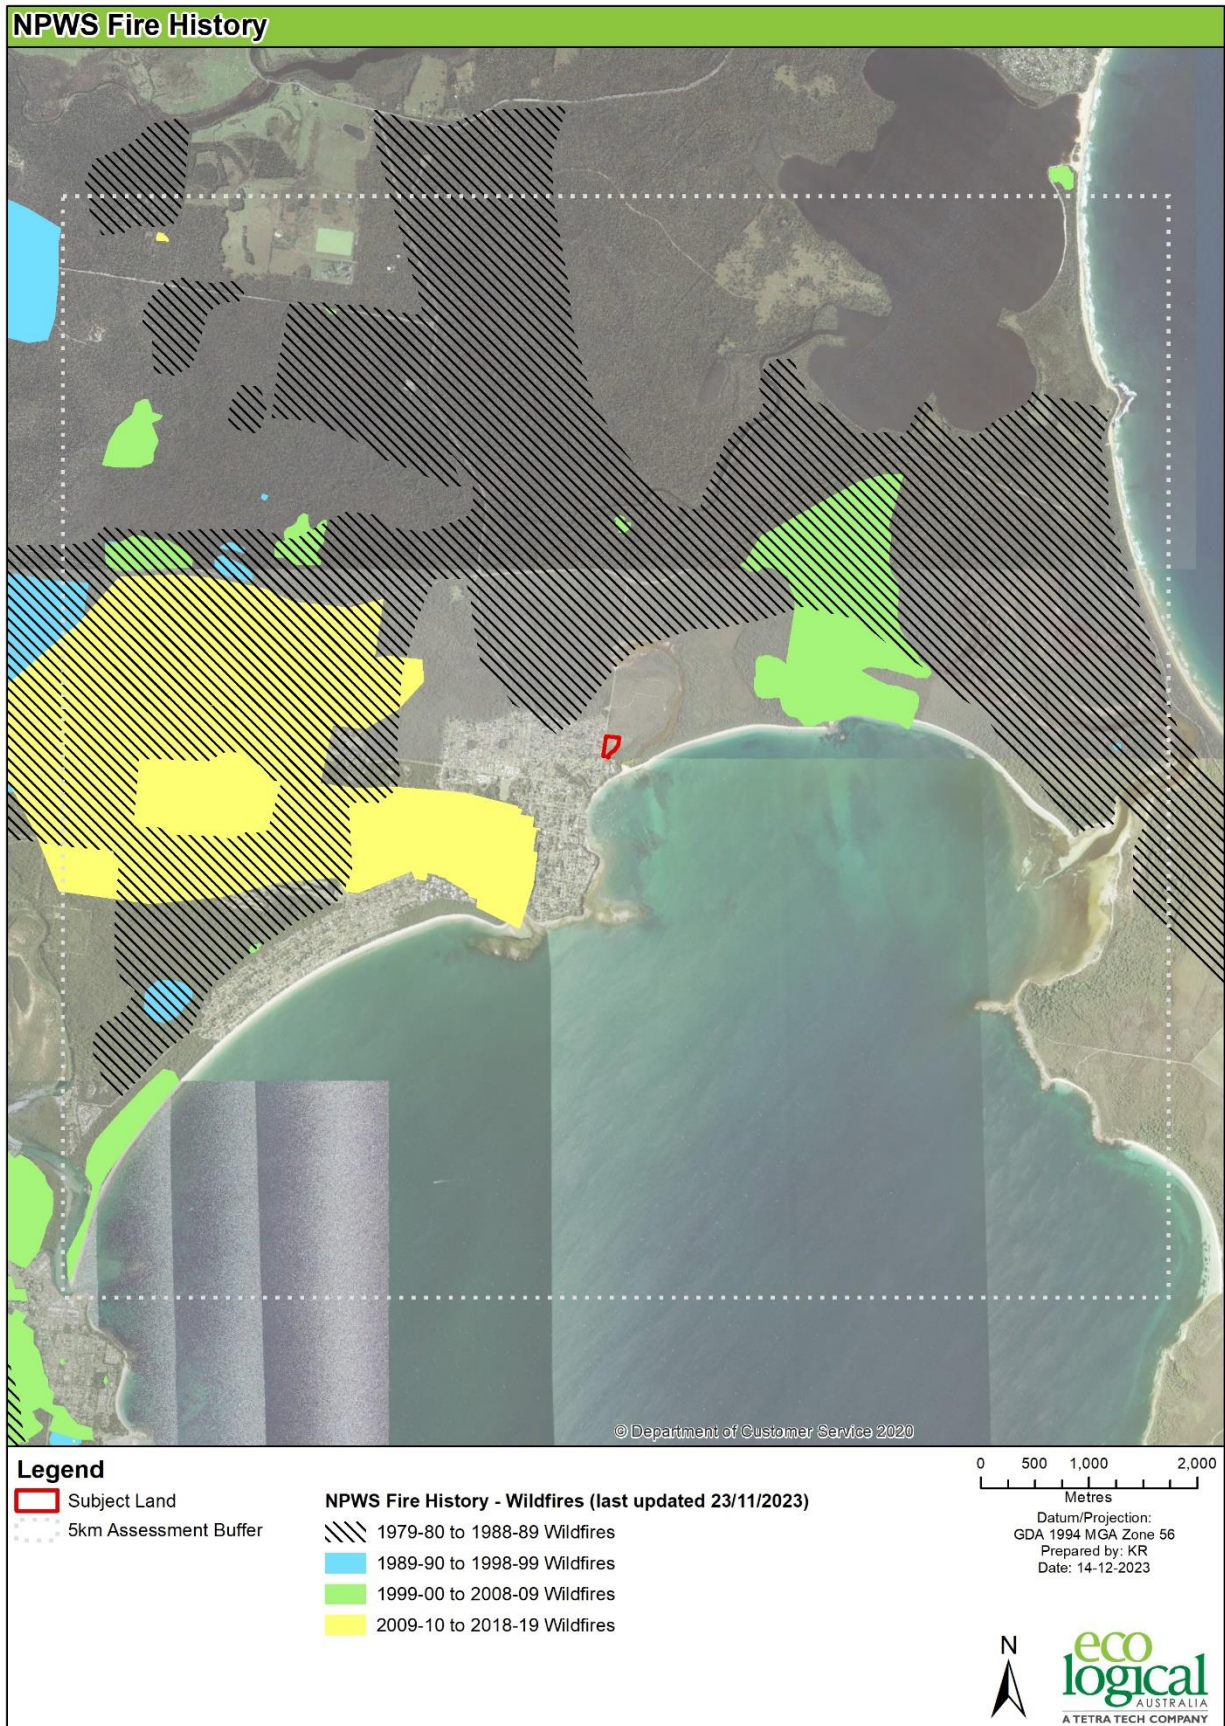 NPWS Fire History
© Department of Customer Service 2020
Legend
Subject Land
5km Assessment Buffer
NPWS Fire History - Wildfires (last updated 23/11/2023)
1979-80 to 1988-89 Wildfires
1989-90 to 1998-99 Wildfires
1999-00 to 2008-09 Wildfires
2009-10 to 2018-19 Wildfires
0 500 1,000 2,000
Metres
Datum/Projection:
GDA 1994 MGA Zone 56
Prepared by: KR
Date: 14-12-2023
N
eco
logical
AUSTRALIA
A TETRA TECH COMPANY